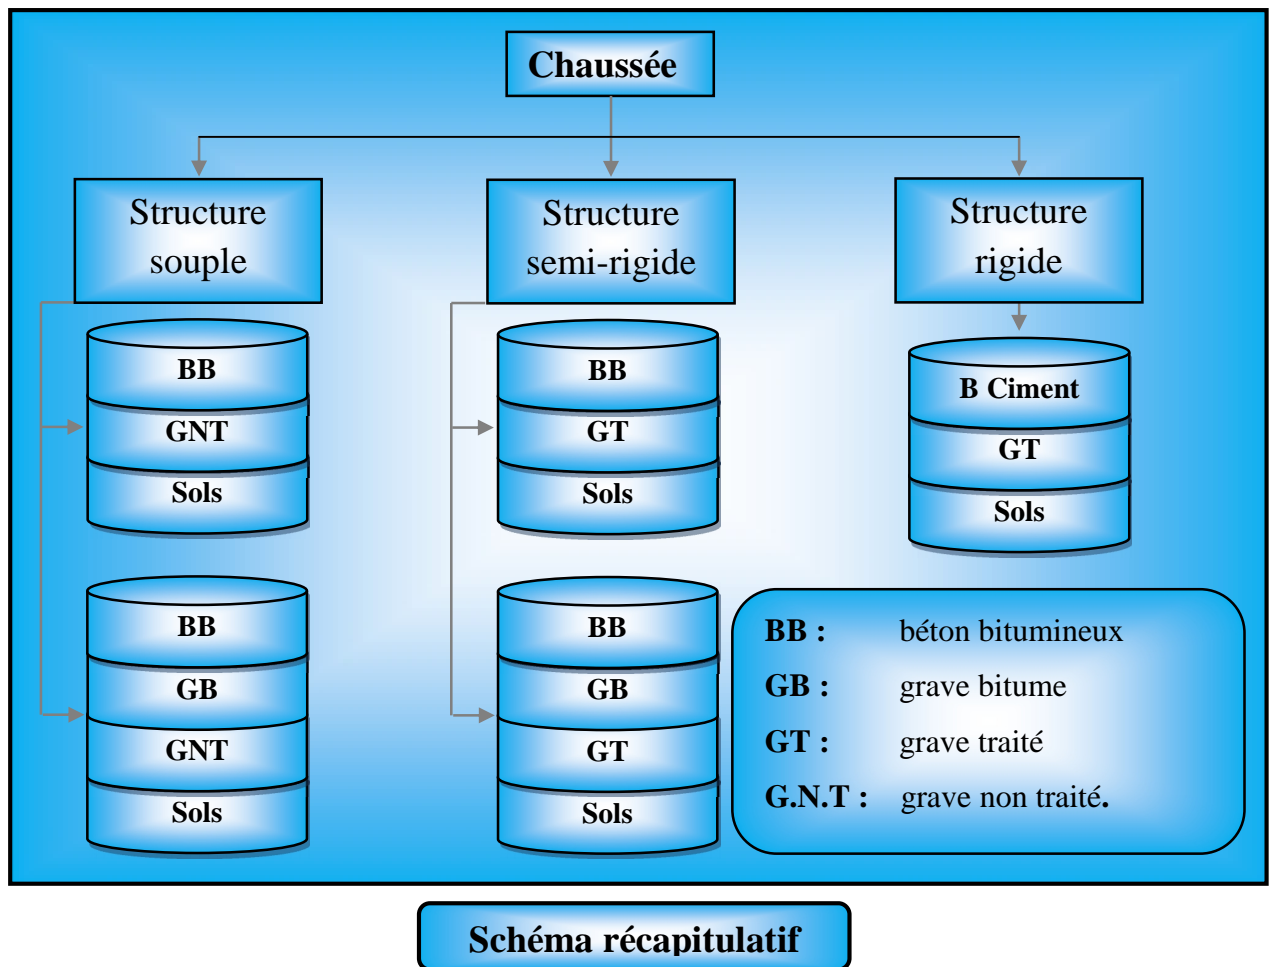 Chaussée
Structure
souple
Structure
semi-rigide
Structure
rigide
BB
GNT
Sols
BB
GT
Sols
B Ciment
GT
Sols
BB
GB
GNT
Sols
BB
GB
GT
Sols
BB : béton bitumineux
GB : grave bitume
GT : grave traité
G.N.T : grave non traité.
Schéma récapitulatif